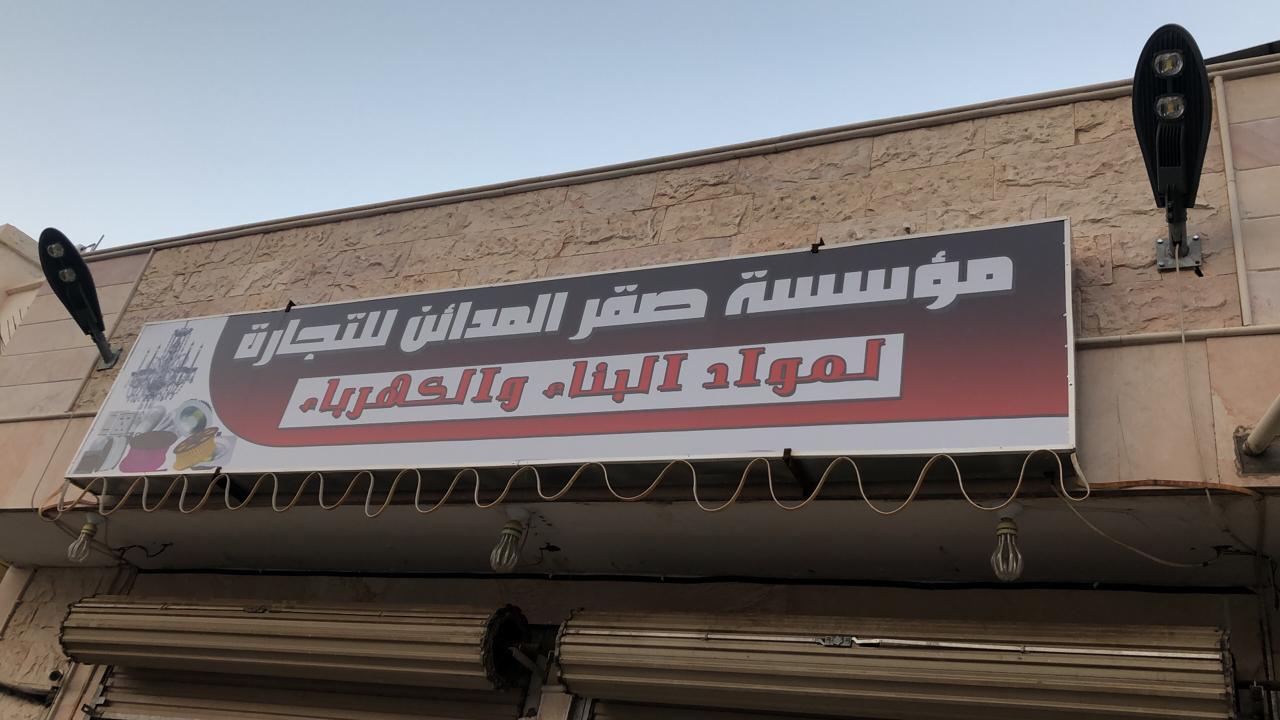 مؤسسة صقر المدائن للتجارة
لمواد البناء والكهرباء